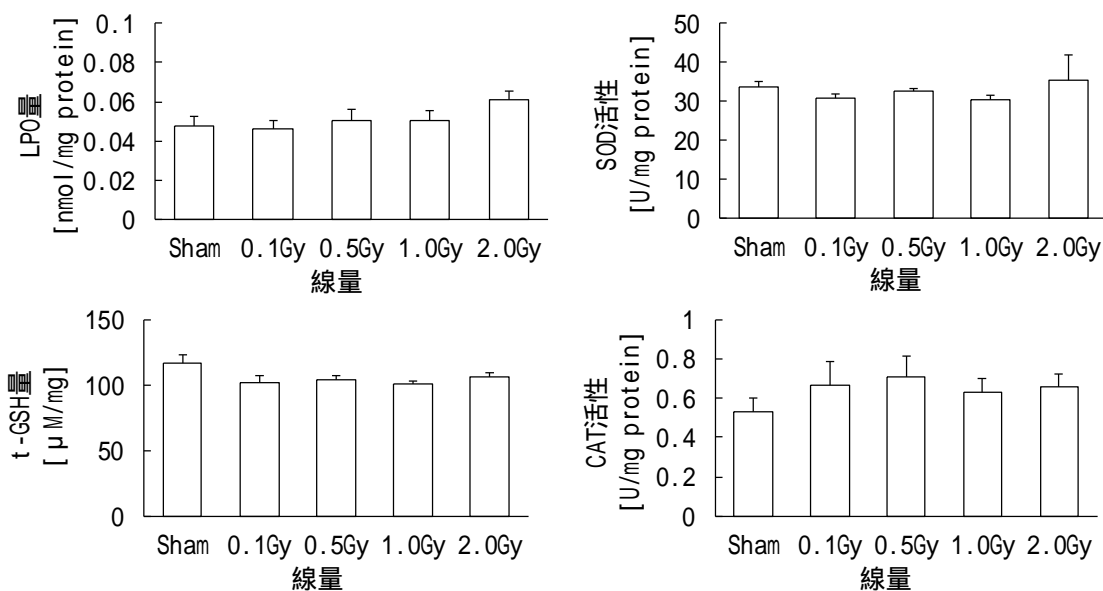 LPO量
[nmol/mg protein]
0.1
0.08
0.06
0.04
0.02
0
Sham 0.1Gy 0.5Gy 1.0Gy 2.0Gy
線量
SOD活性
[U/mg protein]
50
40
30
20
10
0
Sham 0.1Gy 0.5Gy 1.0Gy 2.0Gy
線量
t-GSH量
[μM/mg]
150
100
50
0
Sham 0.1Gy 0.5Gy 1.0Gy 2.0Gy
線量
CAT活性
[U/mg protein]
1
0.8
0.6
0.4
0.2
0
Sham 0.1Gy 0.5Gy 1.0Gy 2.0Gy
線量